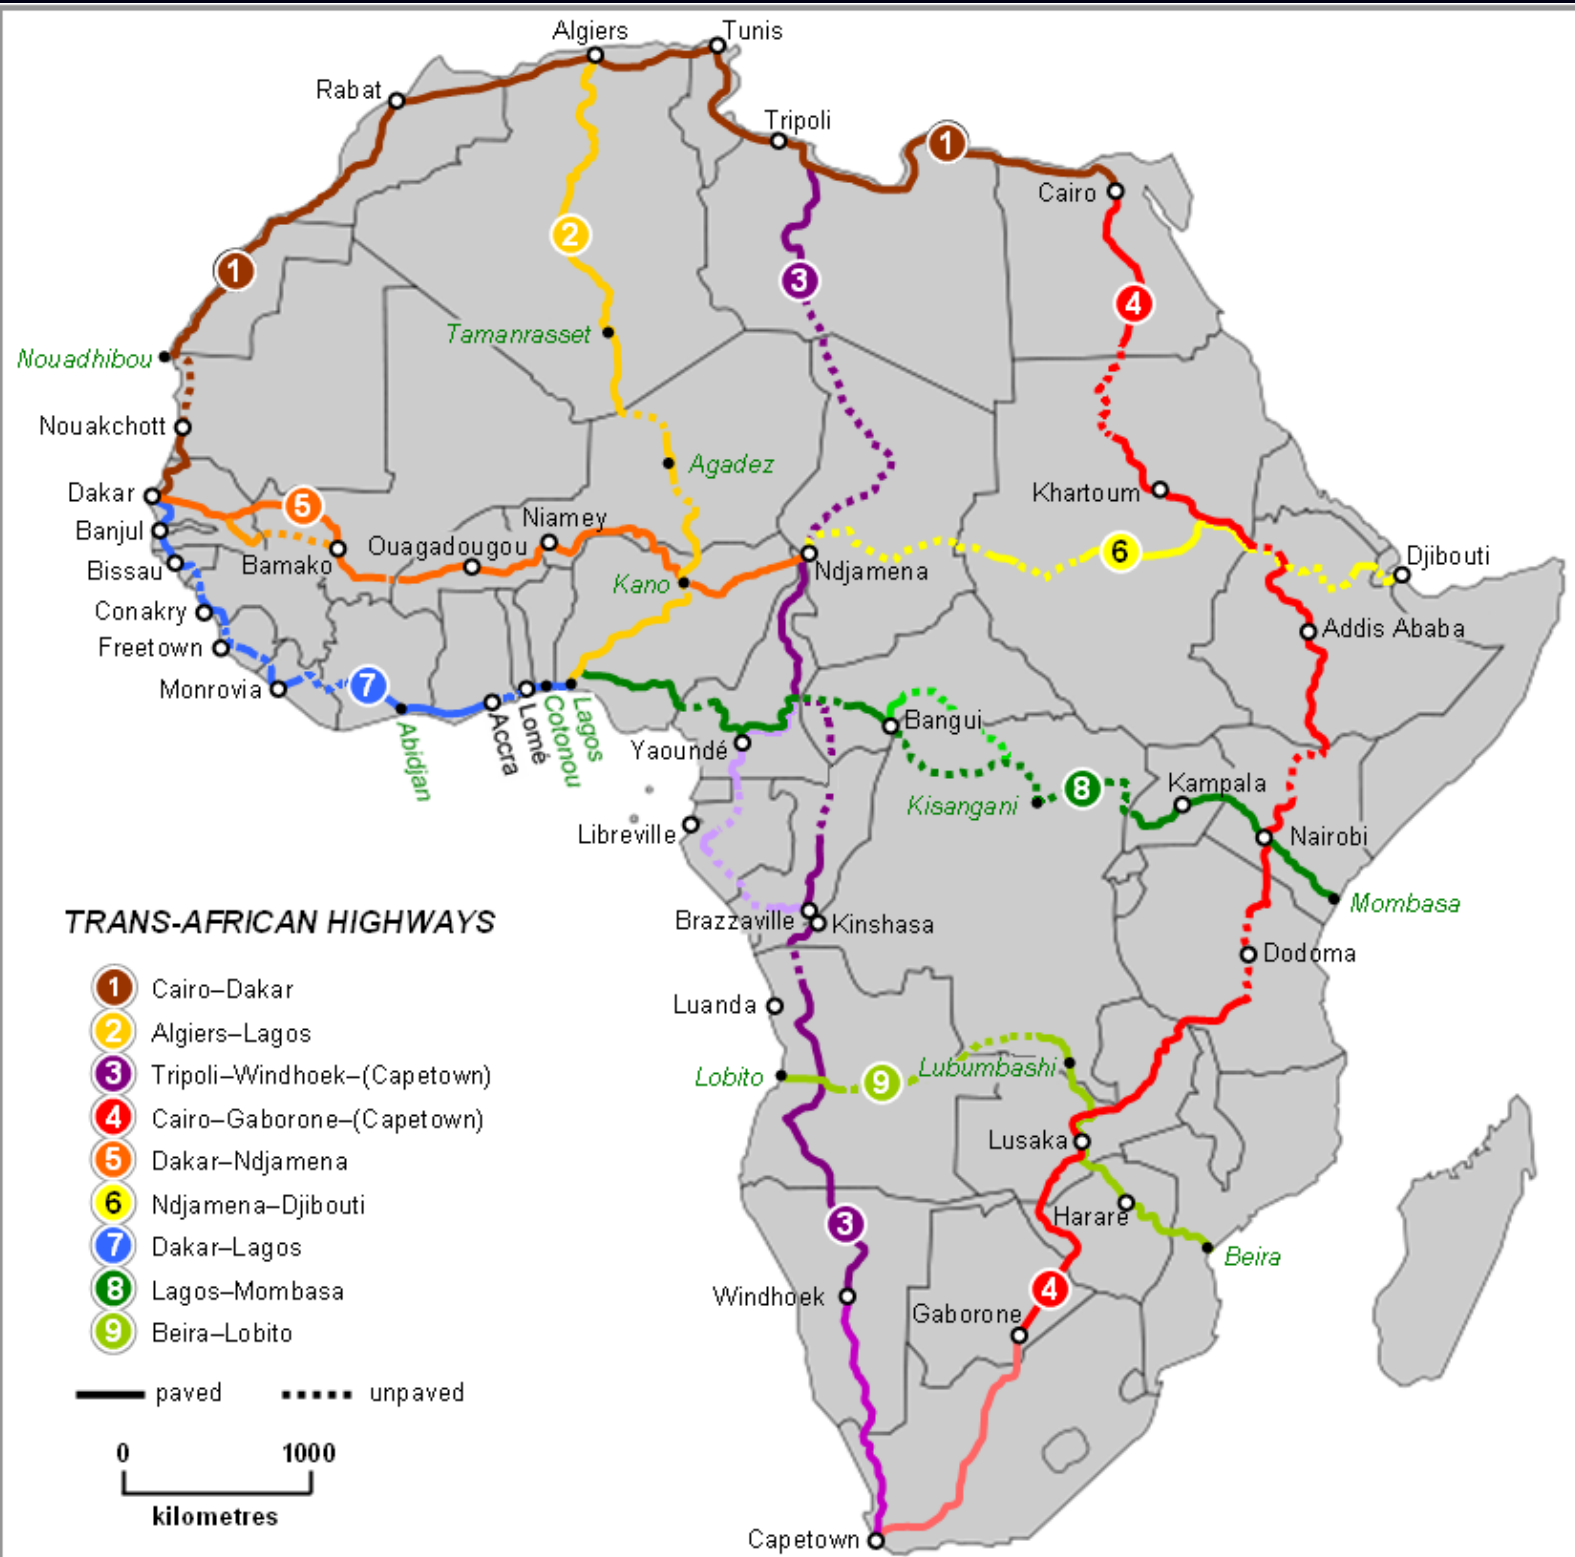 Algiers
Tunis
Rabat
Tripoli
1
Cairo
2
1
3
4
Tamanrasset
Nouadhibou
Nouakchott
Agadez
Dakar
5
Khartoum
Niamey
Banjul
Ouagadougou
6
Djibouti
Bamako
Bissau
Ndjamena
Kano
Conakry
Addis Ababa
Freetown
Monrovia
7
Abidjan
Accra
Lomé
Cotonou
Lagos
Bangui
Yaoundé
Kampala
8
Kisangani
Libreville
Nairobi
Mombasa
Brazzaville
Kinshasa
Dodoma
Luanda
Lubumbashi
Lobito
9
Lusaka
Harare
3
Beira
4
Windhoek
Gaborone
Capetown
TRANS-AFRICAN HIGHWAYS
1 Cairo–Dakar
2 Algiers–Lagos
3 Tripoli–Windhoek–(Capetown)
4 Cairo–Gaborone–(Capetown)
5 Dakar–Ndjamena
6 Ndjamena–Djibouti
7 Dakar–Lagos
8 Lagos–Mombasa
9 Beira–Lobito
paved unpaved
0 1000
kilometres